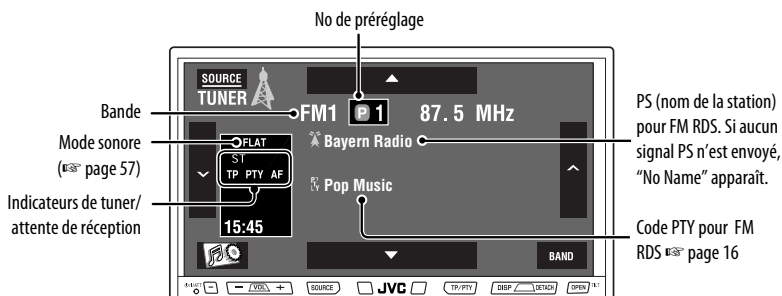 No de préréglage
SOURCE
TUNER
Bande
FM1 P 1 87.5 MHz
Mode sonore
(☞ page 57)
FLAT
ST
TP PTY AF
Bayern Radio
Pop Music
Indicateurs de tuner/
attente de réception
15:45
PS (nom de la station)
pour FM RDS. Si aucun
signal PS n’est envoyé,
“No Name” apparaît.
Code PTY pour FM
RDS ☞ page 16
BAND
VOL
SOURCE
JVC
TP/PTY
DISP
DETACH
OPEN
TILT